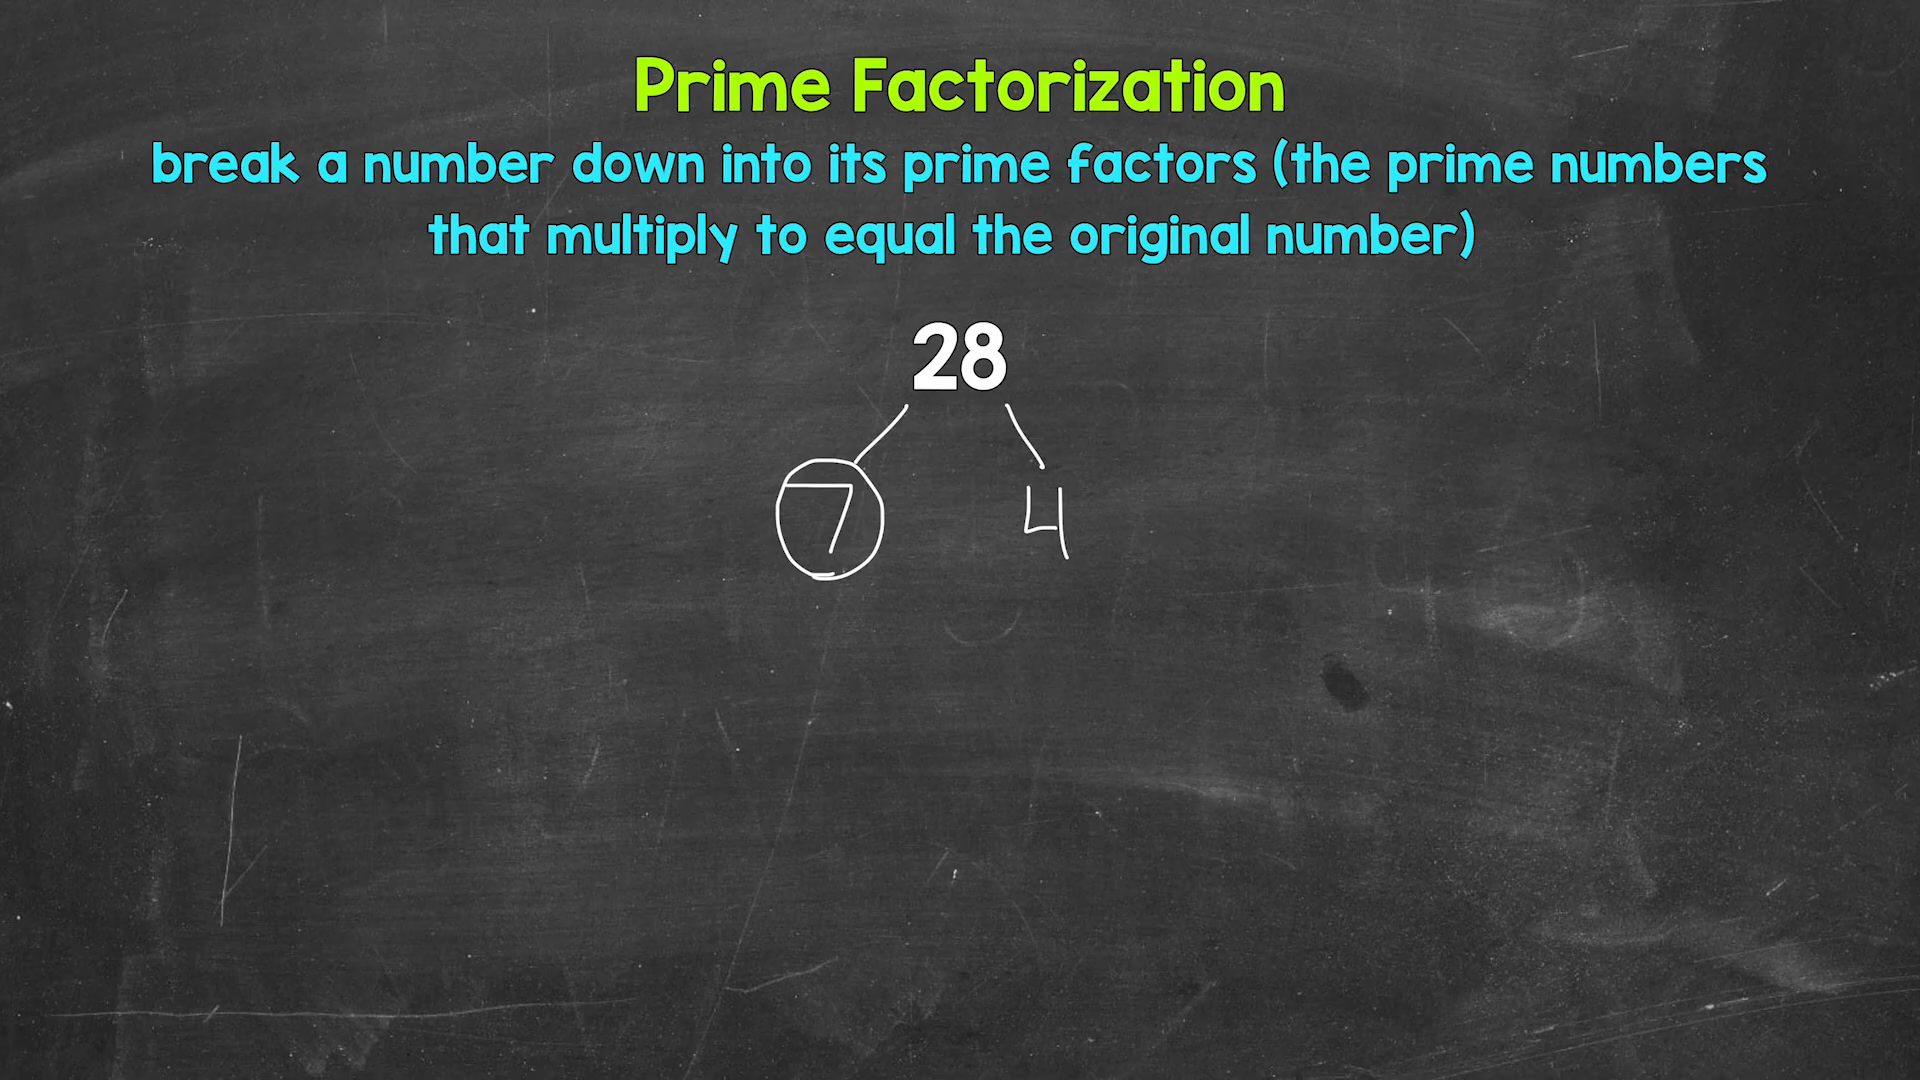 Prime Factorization
break a number down into its prime factors (the prime numbers
that multiply to equal the original number)
28
7 4